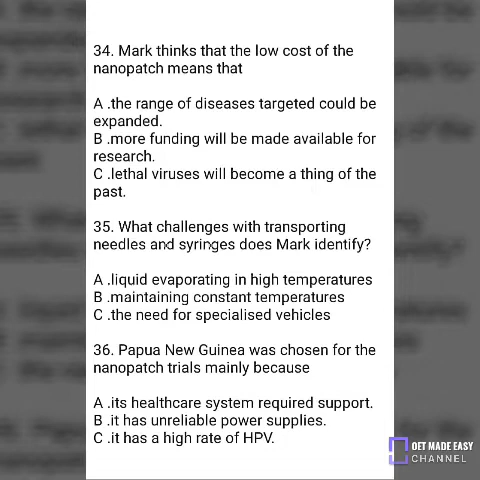 34. Mark thinks that the low cost of the
nanopatch means that
A .the range of diseases targeted could be
expanded.
B .more funding will be made available for
research.
C .lethal viruses will become a thing of the
past.
35. What challenges with transporting
needles and syringes does Mark identify?
A .liquid evaporating in high temperatures
B .maintaining constant temperatures
C .the need for specialised vehicles
36. Papua New Guinea was chosen for the
nanopatch trials mainly because
A .its healthcare system required support.
B .it has unreliable power supplies.
C .it has a high rate of HPV.
OET MADE EASY
CHANNEL